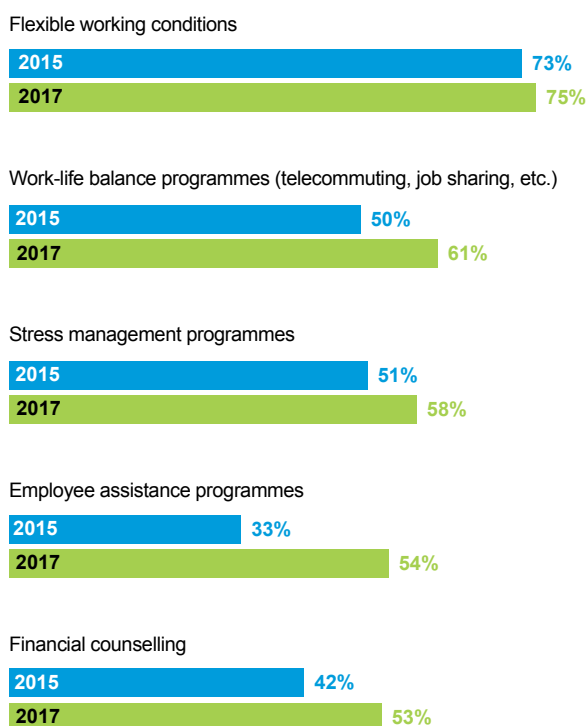 Flexible working conditions
2015 73%
2017 75%
Work-life balance programmes (telecommuting, job sharing, etc.)
2015 50%
2017 61%
Stress management programmes
2015 51%
2017 58%
Employee assistance programmes
2015 33%
2017 54%
Financial counselling
2015 42%
2017 53%